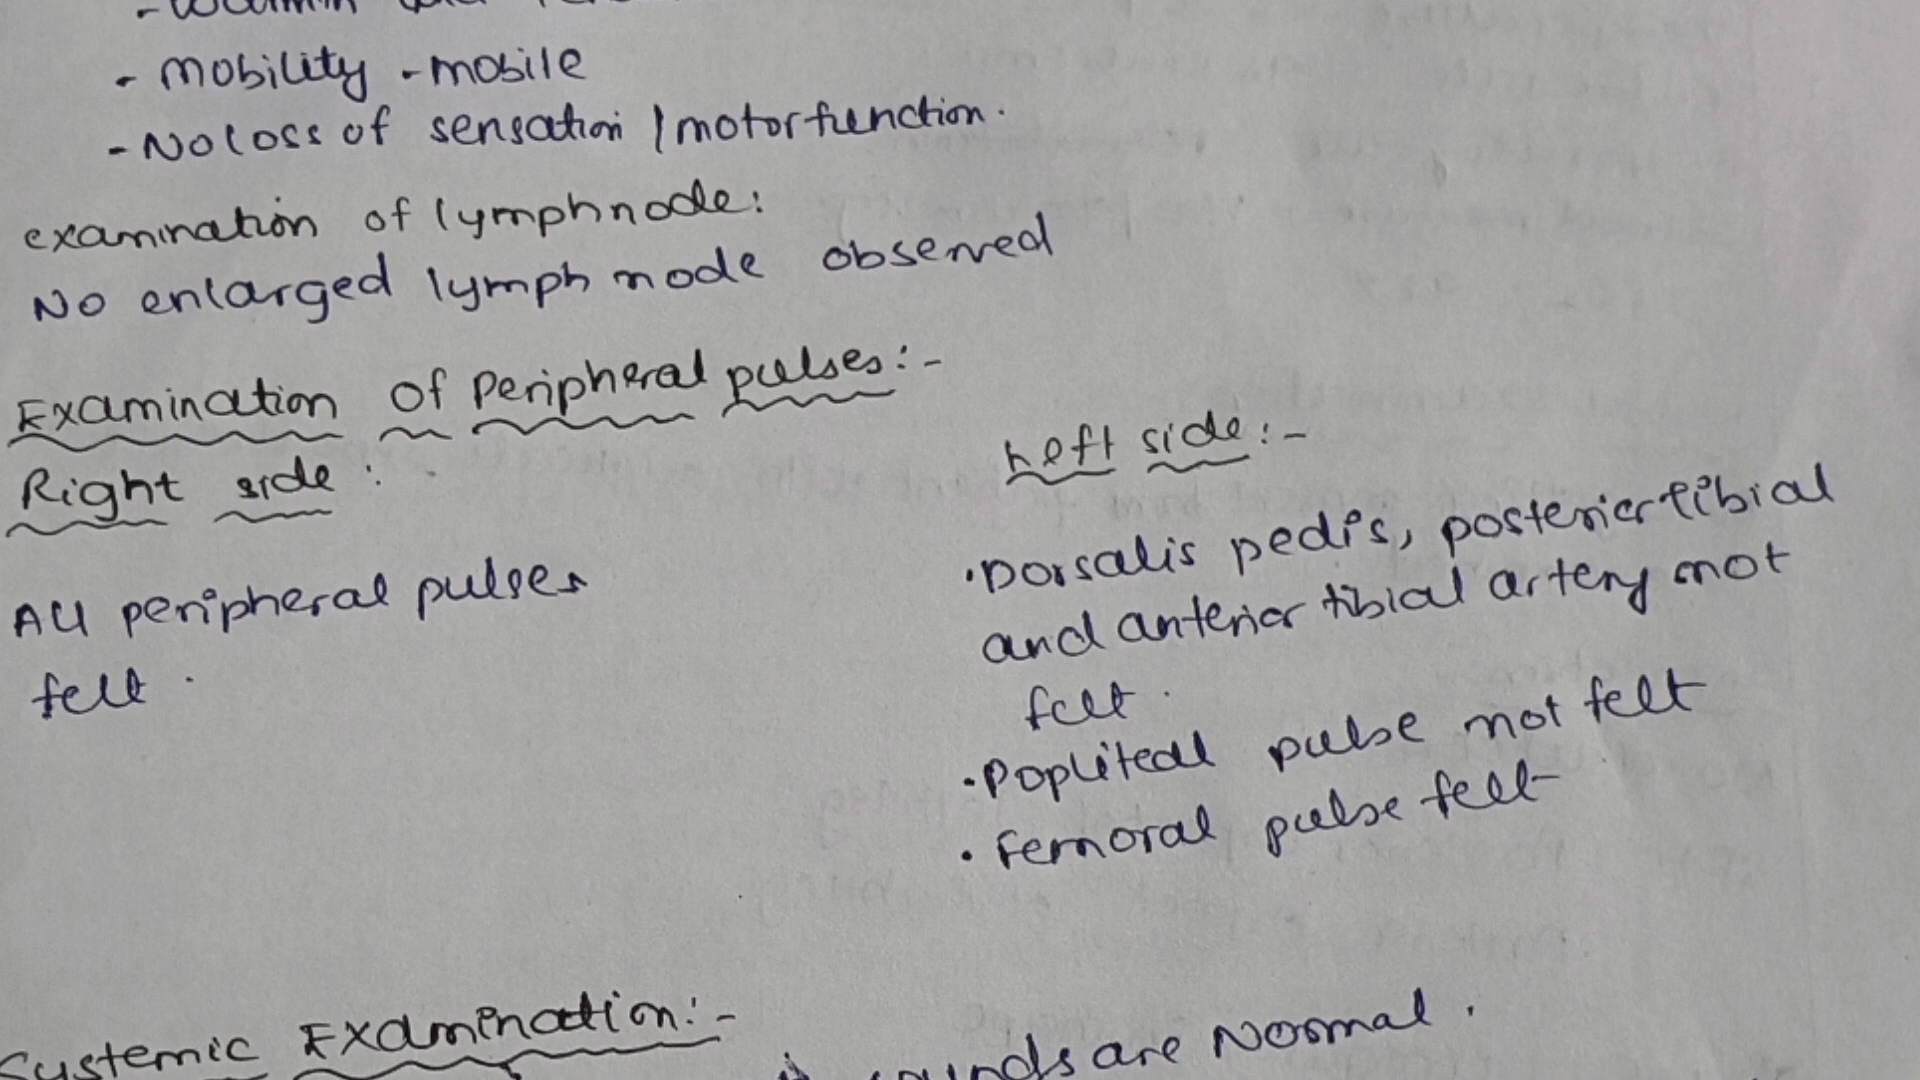 - mobility - mobile
- No loss of sensation / motor function.
examination of lymphnode:
No enlarged lymph node observed
Examination of Peripheral pulses:-
Right side:
All peripheral pulses
felt.
Left side:-
• Dorsalis pedis, posterior tibial
and anterior tibial artery not
felt.
• Popliteal pulse not felt
• Femoral pulse felt
Systemic Examination:-
sounds are Normal.